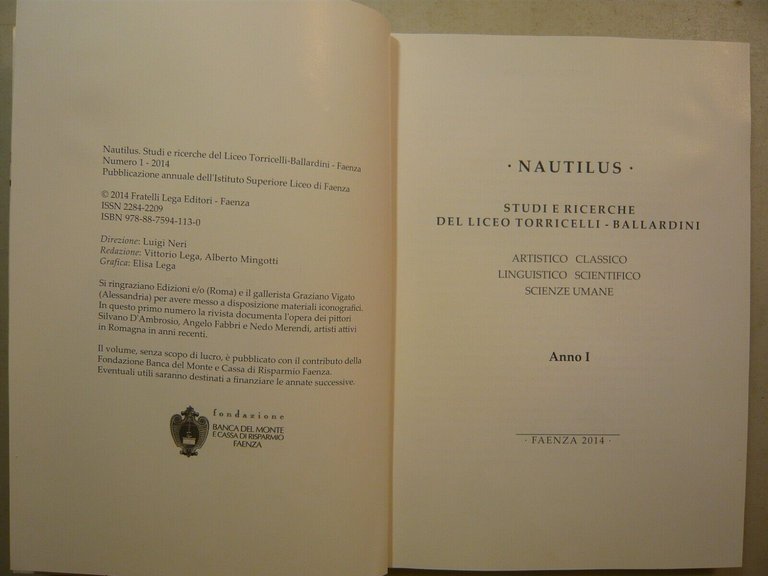 Nautilus. Studi e ricerche del Liceo Torricelli-Ballardini - Faenza
Numero 1 - 2014
Pubblicazione annuale dell'Istituto Superiore Liceo di Faenza
© 2014 Fratelli Lega Editori - Faenza
ISSN 2284-2209
ISBN 978-88-7594-113-0
Direzione: Luigi Neri
Redazione: Vittorio Lega, Alberto Mingotti
Grafica: Elisa Lega
Si ringraziano Edizioni e/o (Roma) e il gallerista Graziano Vigato
(Alessandria) per avere messo a disposizione materiali iconografici.
In questo primo numero la rivista documenta l'opera dei pittori
Silvano D'Ambrosio, Angelo Fabbri e Nedo Merendi, artisti attivi
in Romagna in anni recenti.
Il volume, senza scopo di lucro, è pubblicato con il contributo della
Fondazione Banca del Monte e Cassa di Risparmio Faenza.
Eventuali utili saranno destinati a finanziare le annate successive.
fondazione
BANCA DEL MONTE
E CASSA DI RISPARMIO
FAENZA
· NAUTILUS ·
STUDI E RICERCHE
DEL LICEO TORRICELLI - BALLARDINI
ARTISTICO CLASSICO
LINGUISTICO SCIENTIFICO
SCIENZE UMANE
Anno I
· FAENZA 2014 ·